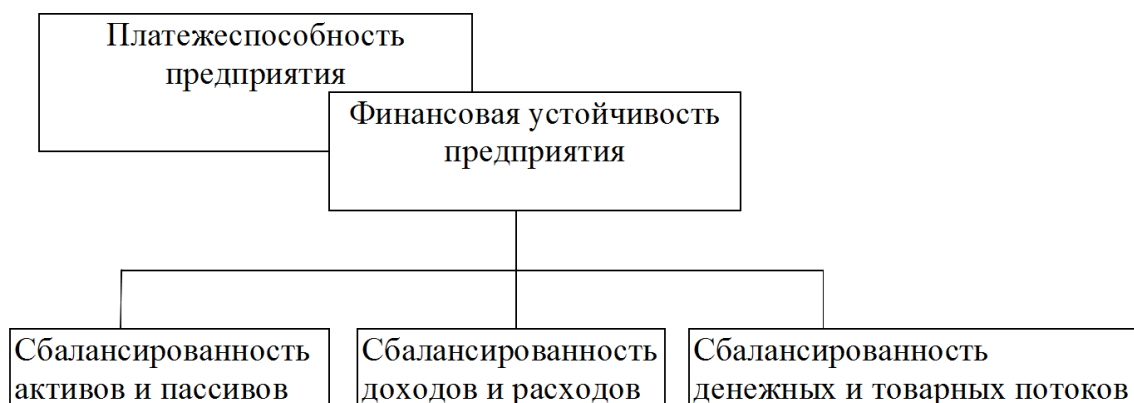 Платежеспособность
предприятия
Финансовая устойчивость
предприятия
Сбалансированность
активов и пассивов
Сбалансированность
доходов и расходов
Сбалансированность
денежных и товарных потоков